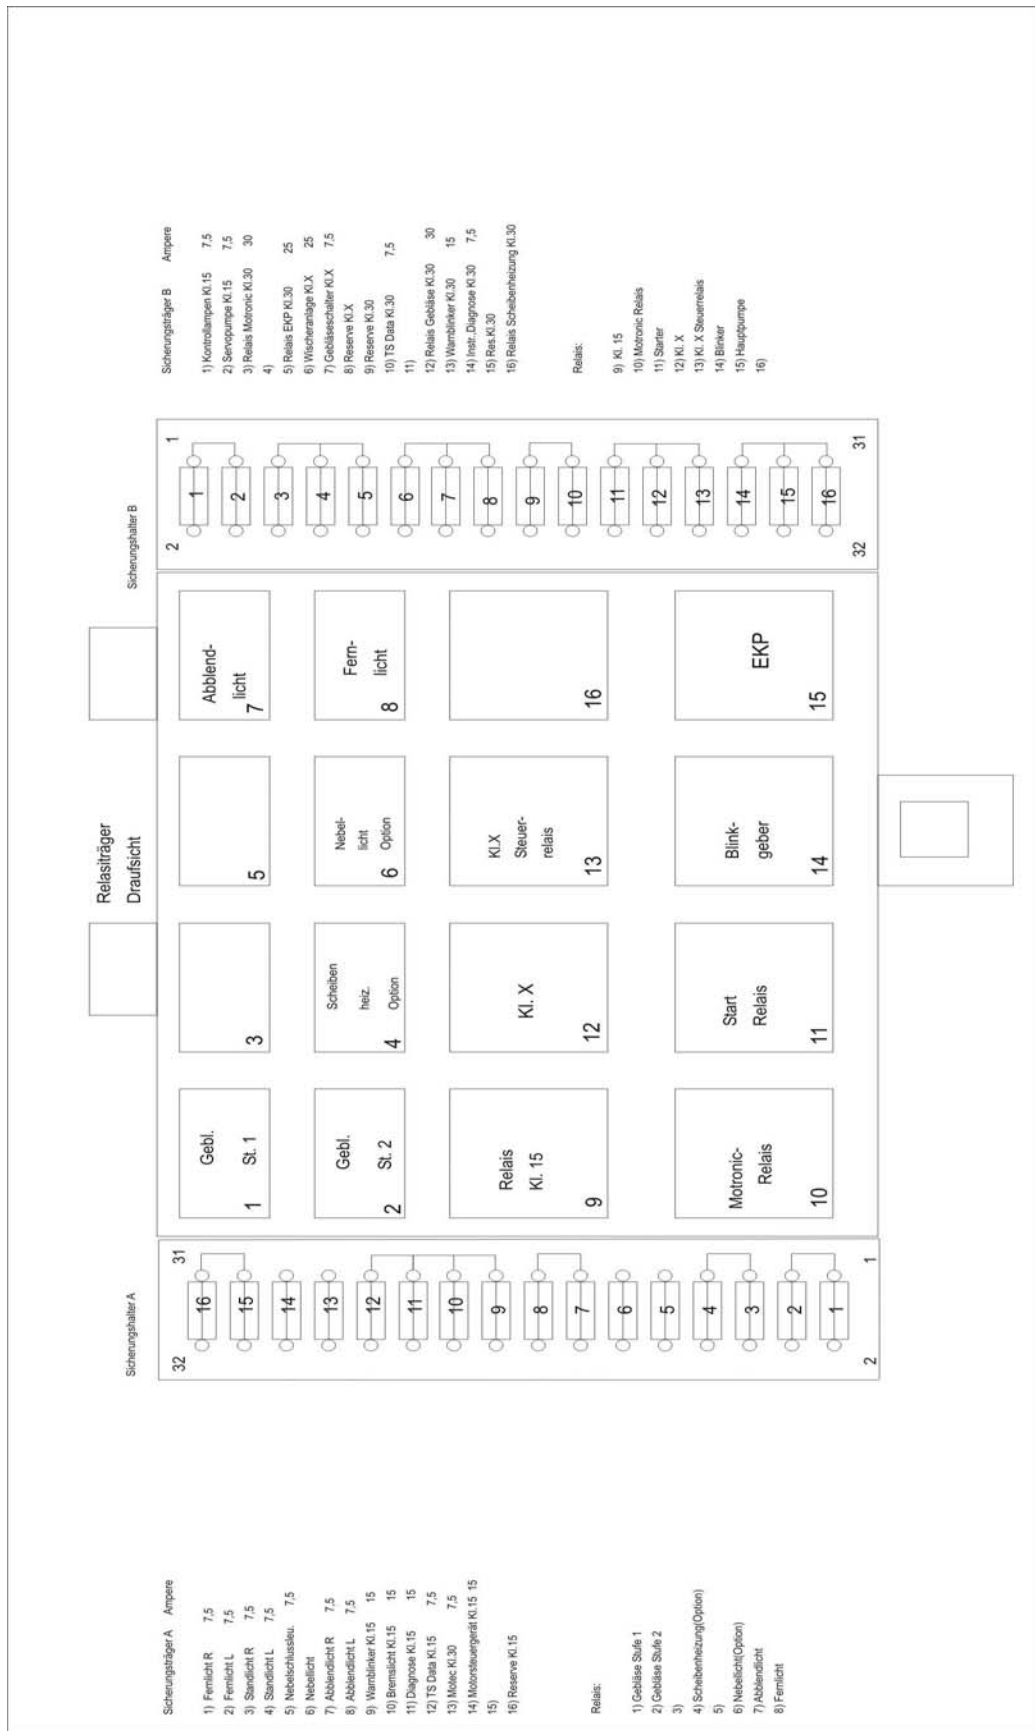 Sicherungsträger A Ampere
1) Fernlicht R 7,5
2) Fernlicht L 7,5
3) Standlicht R 7,5
4) Standlicht L 7,5
5) Nebelschlussleu. 7,5
6) Nebellicht
7) Abblendlicht R 7,5
8) Abblendlicht L 7,5
9) Warnblinker Kl.15 15
10) Bremslicht Kl.15 15
11) Diagnose Kl.15 15
12) TS Data Kl.15 7,5
13) Motec Kl.30 7,5
14) Motorsteuergerät Kl.15 15
15)
16) Reserve Kl.15
Relais:
1) Gebläse Stufe 1
2) Gebläse Stufe 2
3)
4) Scheibenheizung(Option)
5)
6) Nebellicht(Option)
7) Abblendlicht
8) Fernlicht
Sicherungshalter A
32 31
16
15
14
13
12
11
10
9
8
7
6
5
4
3
2
1
2 1
Relasiträger
Draufsicht
Gebl.
St. 1
1
3
5
Abblend-
licht
7
Gebl.
St. 2
2
Scheiben
heiz.
Option
4
Nebel-
licht
Option
6
Fern-
licht
8
Relais
Kl. 15
9
Kl. X
12
Kl.X
Steuer-
relais
13
16
Motronic-
Relais
10
Start
Relais
11
Blink-
geber
14
EKP
15
Sicherungshalter B
2 1
1
2
3
4
5
6
7
8
9
10
11
12
13
14
15
16
32 31
Sicherungsträger B Ampere
1) Kontrollampen Kl.15 7,5
2) Servopumpe Kl.15 7,5
3) Relais Motronic Kl.30 30
4)
5) Relais EKP Kl.30 25
6) Wischeranlage Kl.X 25
7) Gebläseschalter Kl.X 7,5
8) Reserve Kl.X
9) Reserve Kl.30
10) TS Data Kl.30 7,5
11)
12) Relais Gebläse Kl.30 30
13) Warnblinker Kl.30 15
14) Instr.Diagnose Kl.30 7,5
15) Res.Kl.30
16) Relais Scheibenheizung Kl.30
Relais:
9) Kl. 15
10) Motronic Relais
11) Starter
12) Kl. X
13) Kl. X Steuerrelais
14) Blinker
15) Hauptpumpe
16)